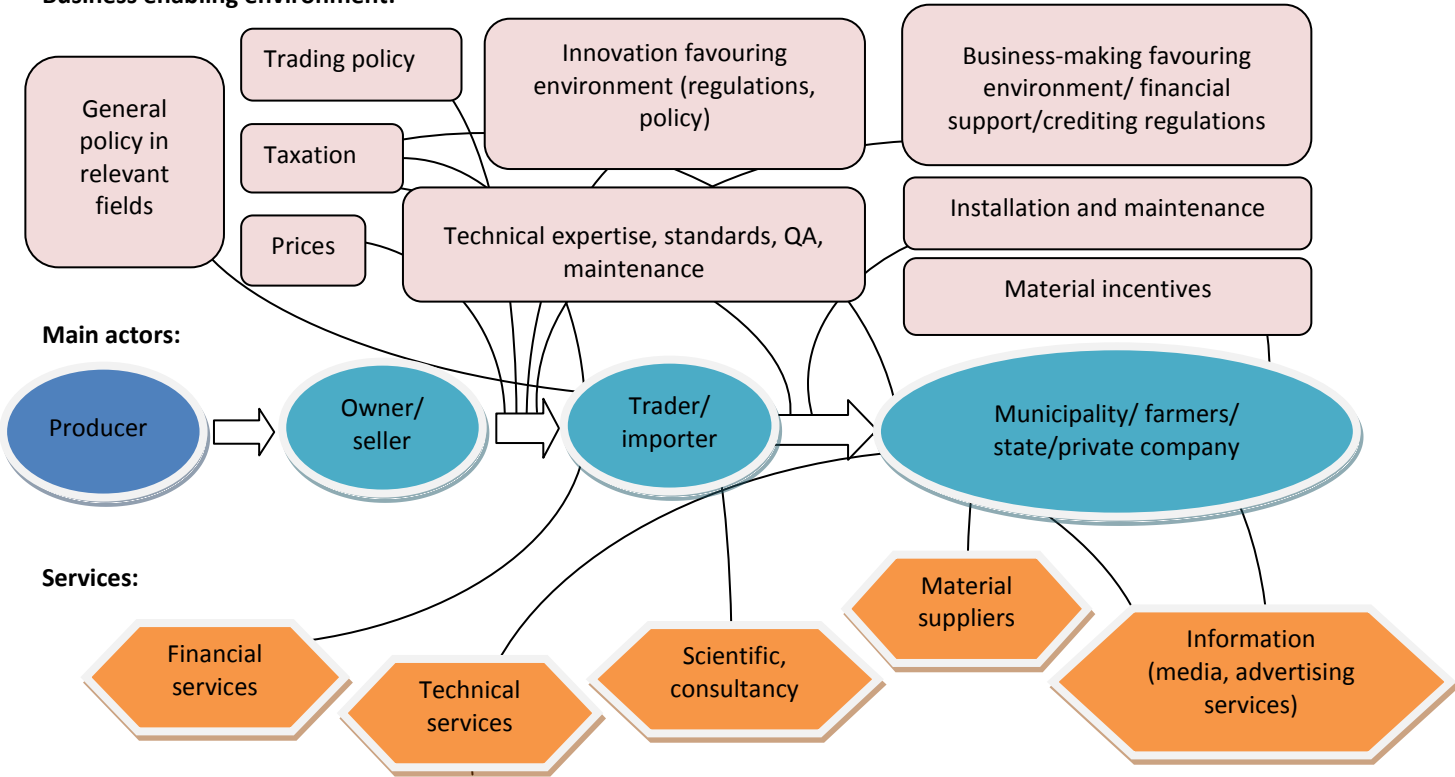 Business enabling environment:
General
policy in
relevant
fields
Trading policy
Taxation
Prices
Innovation favouring
environment (regulations,
policy)
Technical expertise, standards, QA,
maintenance
Business-making favouring
environment/ financial
support/crediting regulations
Installation and maintenance
Material incentives
Main actors:
Producer
Owner/
seller
Trader/
importer
Municipality/ farmers/
state/private company
Services:
Financial
services
Technical
services
Scientific,
consultancy
Material
suppliers
Information
(media, advertising
services)